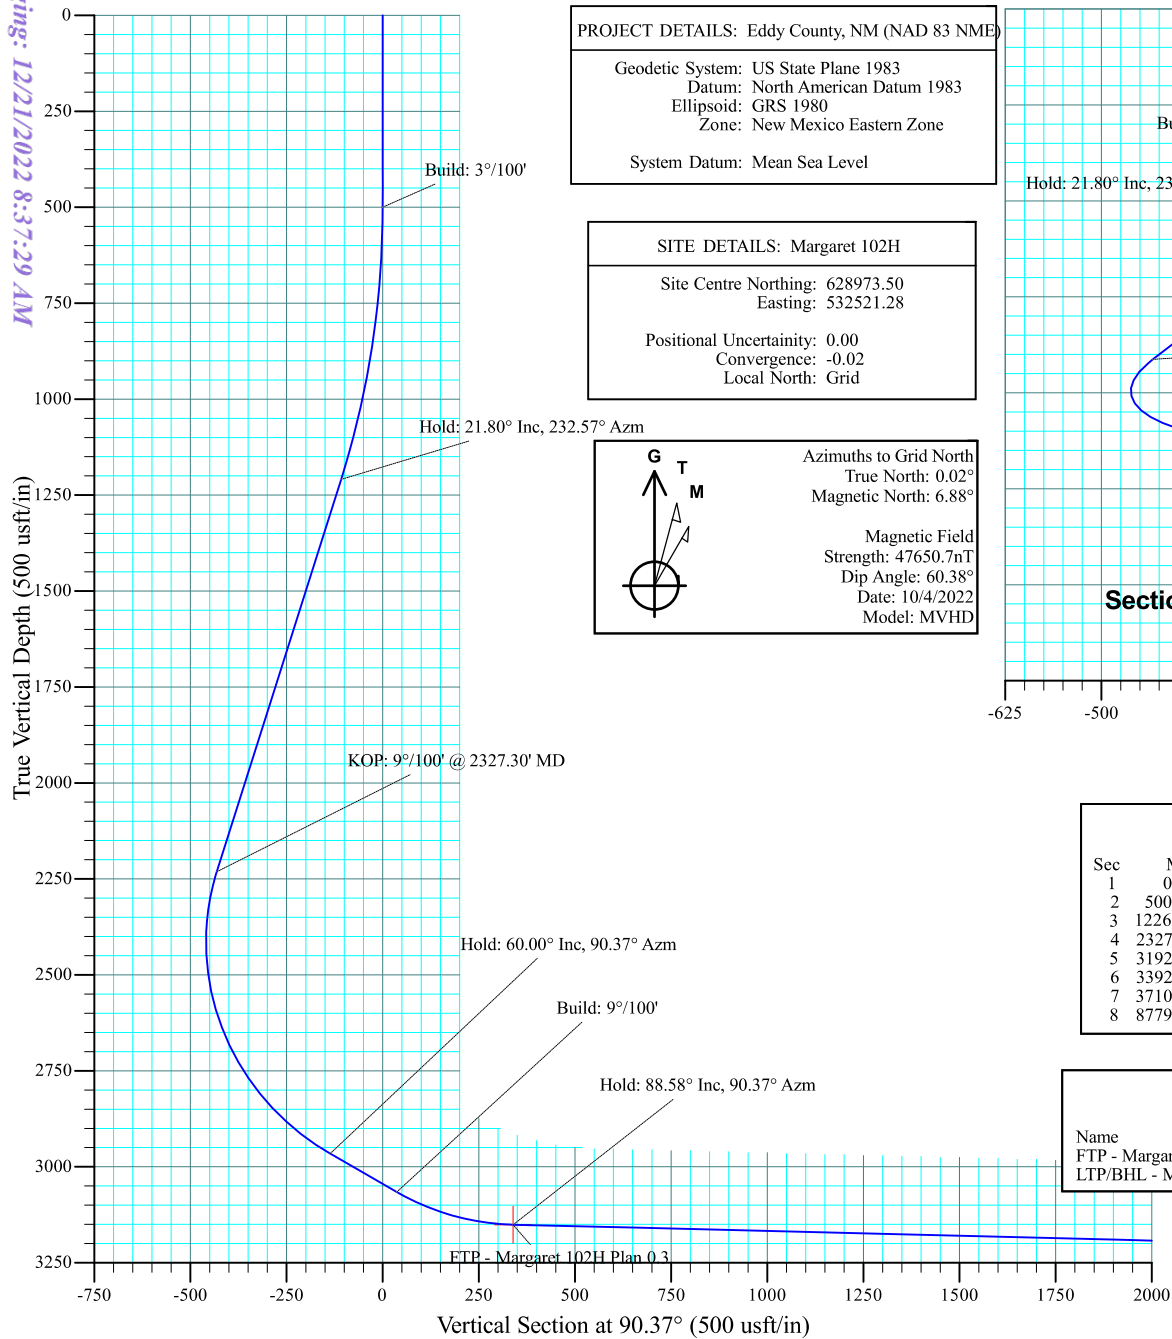 ing: 12/21/2022 8:37:29 AM
PROJECT DETAILS: Eddy County, NM (NAD 83 NME)
Geodetic System: US State Plane 1983
Datum: North American Datum 1983
Ellipsoid: GRS 1980
Zone: New Mexico Eastern Zone
System Datum: Mean Sea Level
SITE DETAILS: Margaret 102H
Site Centre Northing: 628973.50
Easting: 532521.28
Positional Uncertainity: 0.00
Convergence: -0.02
Local North: Grid
G
T
M
Azimuths to Grid North
True North: 0.02°
Magnetic North: 6.88°
Magnetic Field
Strength: 47650.7nT
Dip Angle: 60.38°
Date: 10/4/2022
Model: MVHD
True Vertical Depth (500 usft/in)
0
250
500
750
1000
1250
1500
1750
2000
2250
2500
2750
3000
3250
Build: 3°/100'
Hold: 21.80° Inc, 232.57° Azm
KOP: 9°/100' @ 2327.30' MD
Hold: 60.00° Inc, 90.37° Azm
Build: 9°/100'
Hold: 88.58° Inc, 90.37° Azm
FTP - Margaret 102H Plan 0.3
-750 -500 -250 0 250 500 750 1000 1250 1500 1750 2000
Vertical Section at 90.37° (500 usft/in)
Bu
Hold: 21.80° Inc, 23
Sectio
-625 -500
Sec M
1 0
2 500
3 1226
4 2327
5 3192
6 3392
7 3710
8 8779
Name
FTP - Margar
LTP/BHL - M